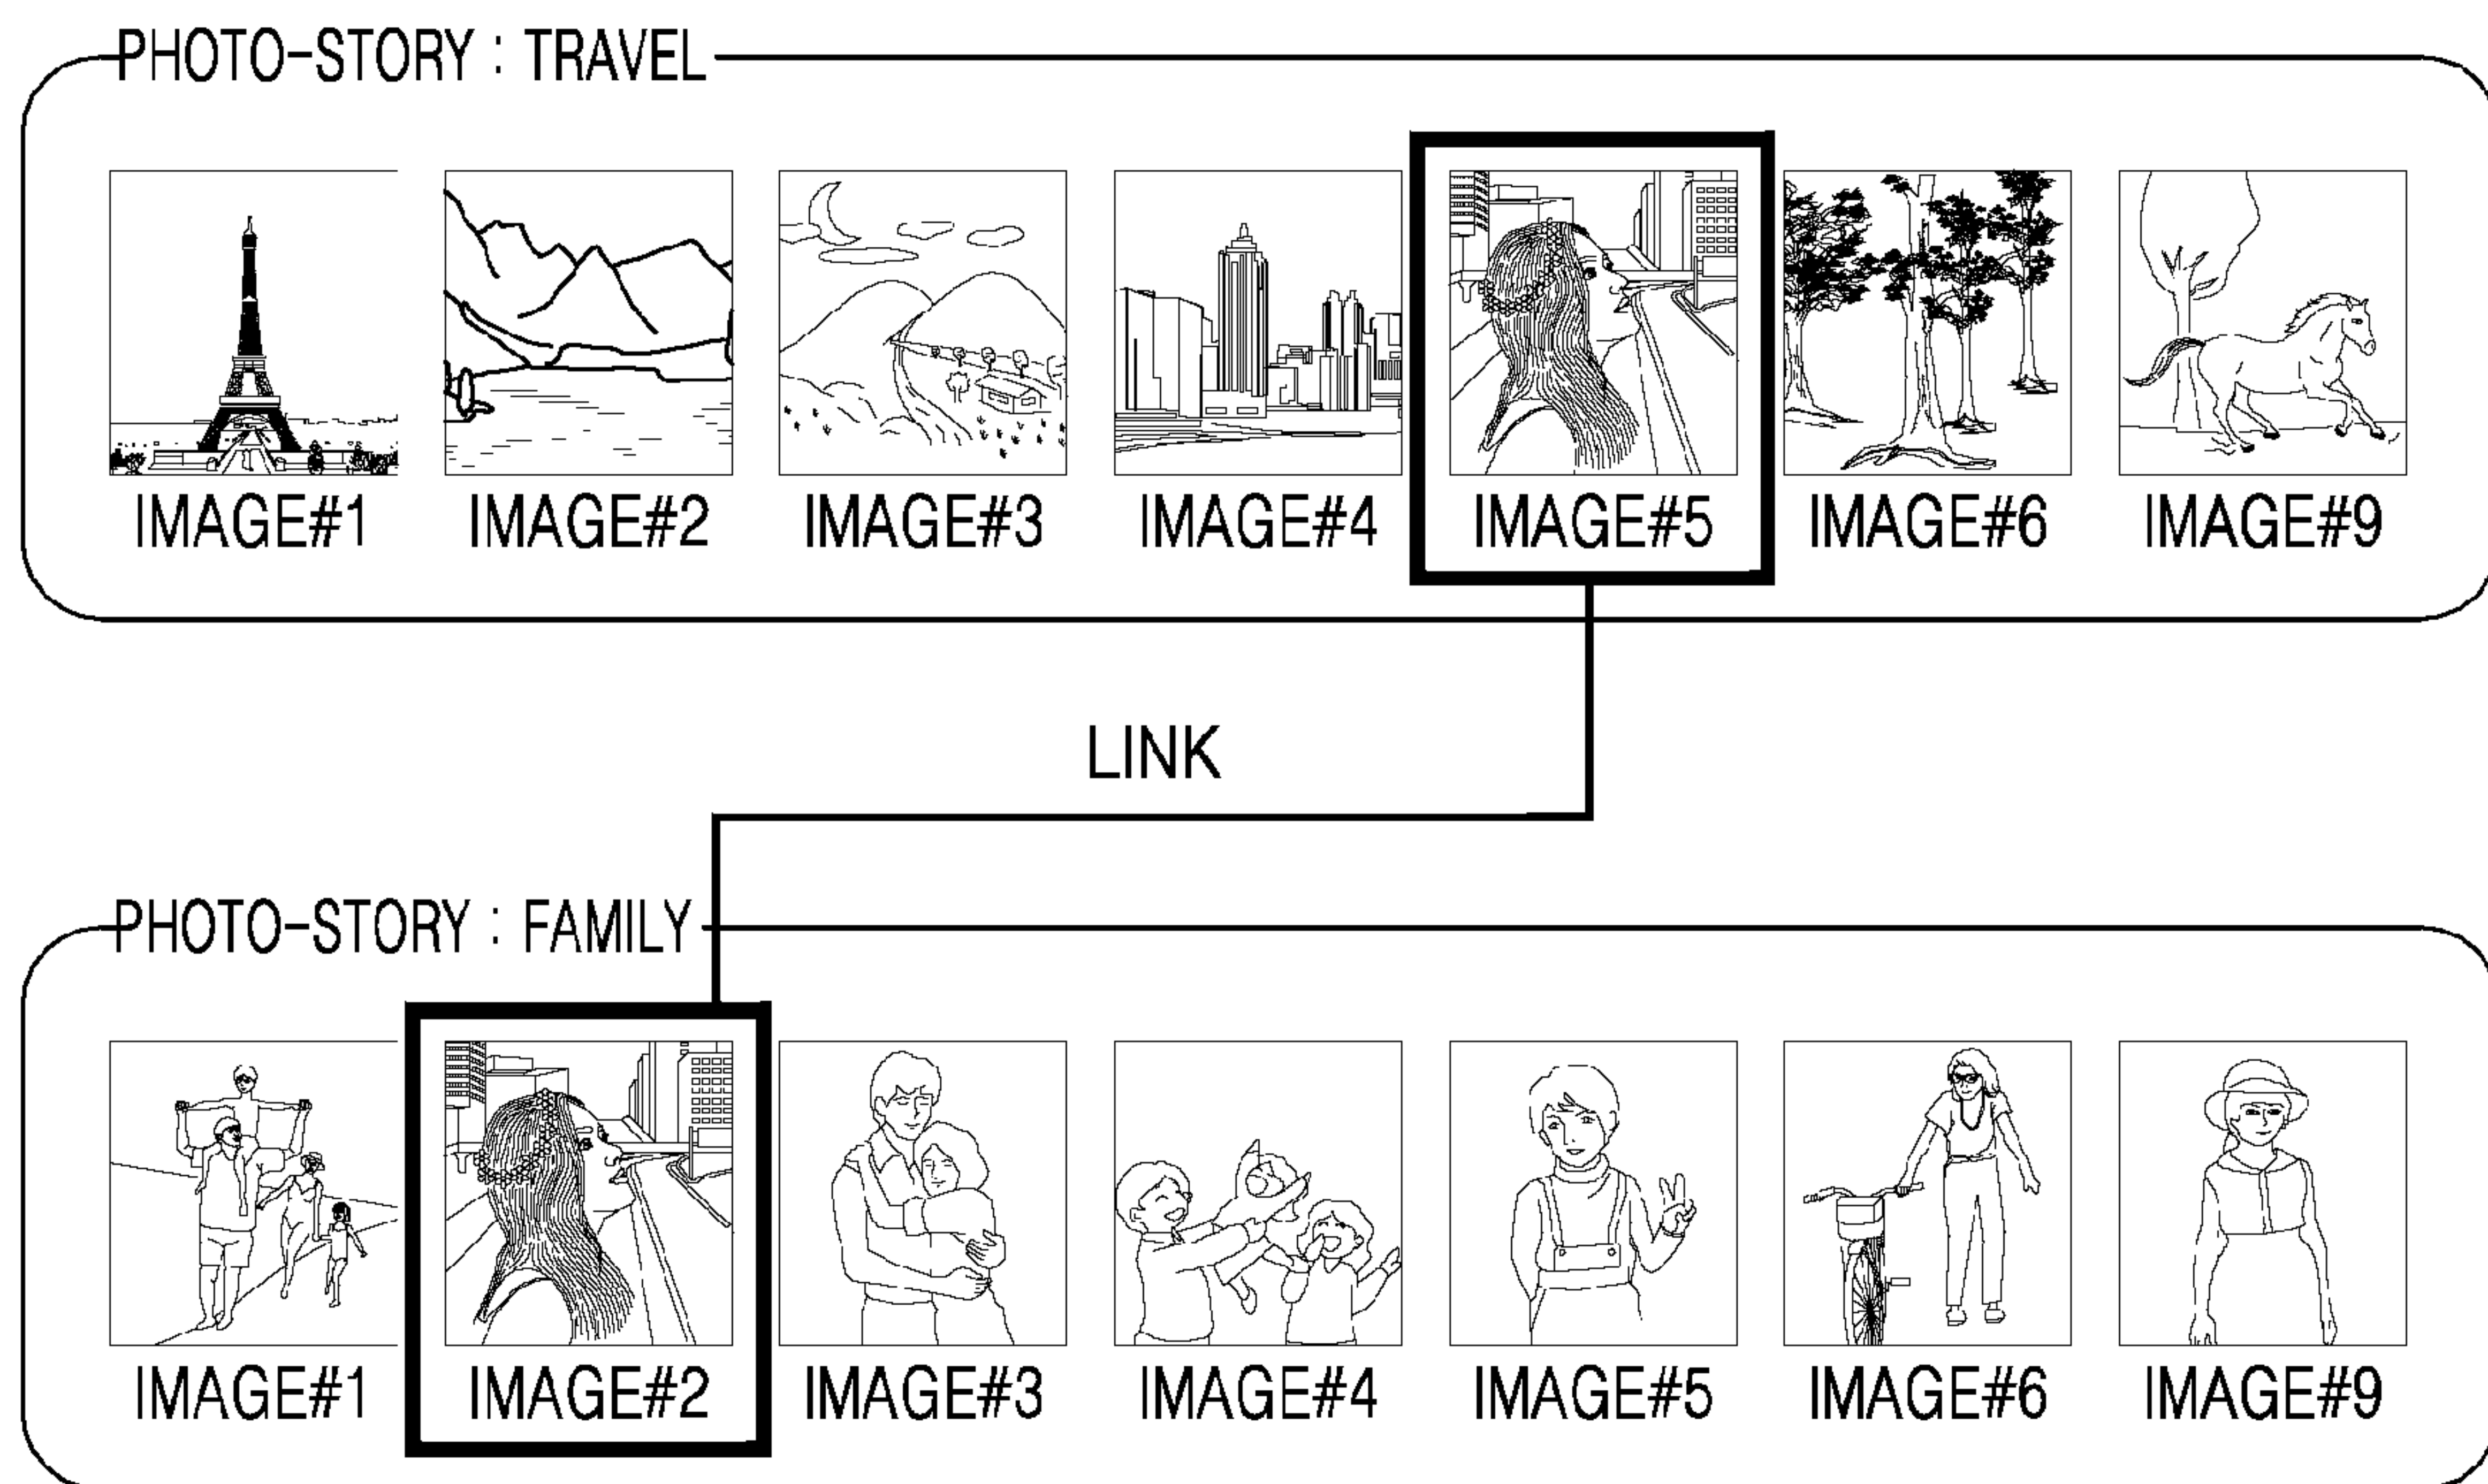 PHOTO-STORY : TRAVEL
IMAGE#1 IMAGE#2 IMAGE#3 IMAGE#4 IMAGE#5 IMAGE#6 IMAGE#9
LINK
PHOTO-STORY : FAMILY
IMAGE#1 IMAGE#2 IMAGE#3 IMAGE#4 IMAGE#5 IMAGE#6 IMAGE#9